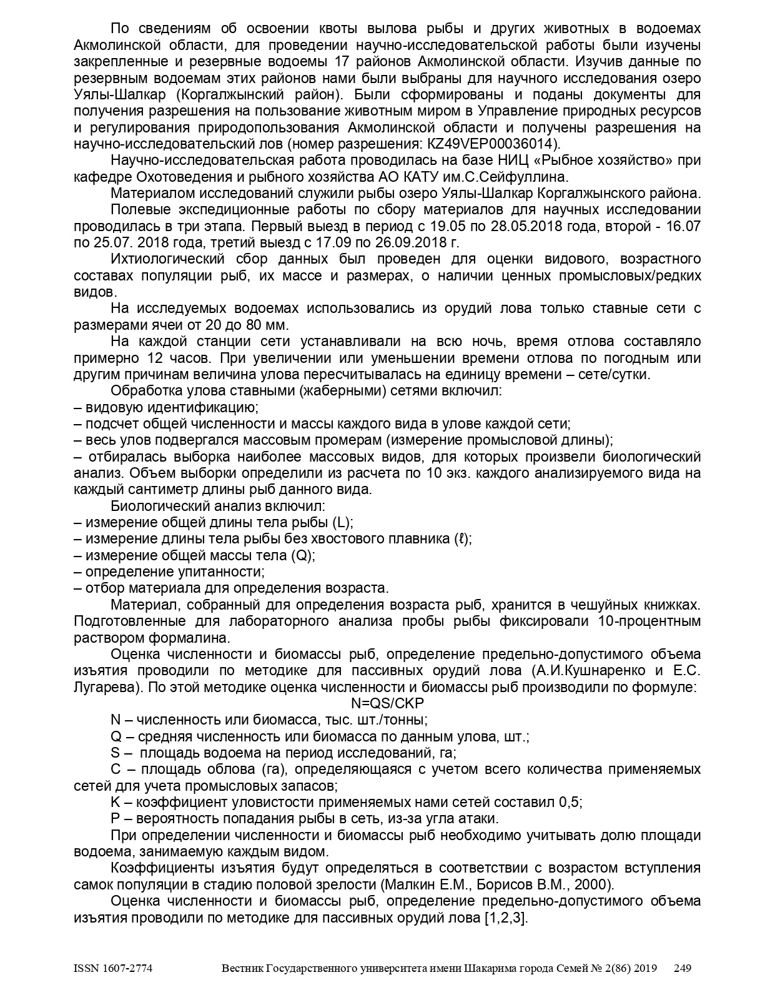 По сведениям об освоении квоты вылова рыбы и других животных в водоемах
Акмолинской области, для проведении научно-исследовательской работы были изучены
закрепленные и резервные водоемы 17 районов Акмолинской области. Изучив данные по
резервным водоемам этих районов нами были выбраны для научного исследования озеро
Уялы-Шалкар (Коргалжынский район). Были сформированы и поданы документы для
получения разрешения на пользование животным миром в Управление природных ресурсов
и регулирования природопользования Акмолинской области и получены разрешения на
научно-исследовательский лов (номер разрешения: KZ49VEP00036014).
Научно-исследовательская работа проводилась на базе НИЦ «Рыбное хозяйство» при
кафедре Охотоведения и рыбного хозяйства АО КАТУ им.С.Сейфуллина.
Материалом исследований служили рыбы озеро Уялы-Шалкар Коргалжынского района.
Полевые экспедиционные работы по сбору материалов для научных исследовании
проводилась в три этапа. Первый выезд в период с 19.05 по 28.05.2018 года, второй - 16.07
по 25.07. 2018 года, третий выезд с 17.09 по 26.09.2018 г.
Ихтиологический сбор данных был проведен для оценки видового, возрастного
составах популяции рыб, их массе и размерах, о наличии ценных промысловых/редких
видов.
На исследуемых водоемах использовались из орудий лова только ставные сети с
размерами ячеи от 20 до 80 мм.
На каждой станции сети устанавливали на всю ночь, время отлова составляло
примерно 12 часов. При увеличении или уменьшении времени отлова по погодным или
другим причинам величина улова пересчитывалась на единицу времени – сете/сутки.
Обработка улова ставными (жаберными) сетями включил:
– видовую идентификацию;
– подсчет общей численности и массы каждого вида в улове каждой сети;
– весь улов подвергался массовым промерам (измерение промысловой длины);
– отбиралась выборка наиболее массовых видов, для которых произвели биологический
анализ. Объем выборки определили из расчета по 10 экз. каждого анализируемого вида на
каждый сантиметр длины рыб данного вида.
Биологический анализ включил:
– измерение общей длины тела рыбы (L);
– измерение длины тела рыбы без хвостового плавника (ℓ);
– измерение общей массы тела (Q);
– определение упитанности;
– отбор материала для определения возраста.
Материал, собранный для определения возраста рыб, хранится в чешуйных книжках.
Подготовленные для лабораторного анализа пробы рыбы фиксировали 10-процентным
раствором формалина.
Оценка численности и биомассы рыб, определение предельно-допустимого объема
изъятия проводили по методике для пассивных орудий лова (А.И.Кушнаренко и Е.С.
Лугарева). По этой методике оценка численности и биомассы рыб производили по формуле:
N=QS/CKP
N – численность или биомасса, тыс. шт./тонны;
Q – средняя численность или биомасса по данным улова, шт.;
S – площадь водоема на период исследований, га;
C – площадь облова (га), определяющаяся с учетом всего количества применяемых
сетей для учета промысловых запасов;
K – коэффициент уловистости применяемых нами сетей составил 0,5;
P – вероятность попадания рыбы в сеть, из-за угла атаки.
При определении численности и биомассы рыб необходимо учитывать долю площади
водоема, занимаемую каждым видом.
Коэффициенты изъятия будут определяться в соответствии с возрастом вступления
самок популяции в стадию половой зрелости (Малкин Е.М., Борисов В.М., 2000).
Оценка численности и биомассы рыб, определение предельно-допустимого объема
изъятия проводили по методике для пассивных орудий лова [1,2,3].
ISSN 1607-2774 Вестник Государственного университета имени Шакарима города Семей № 2(86) 2019 249